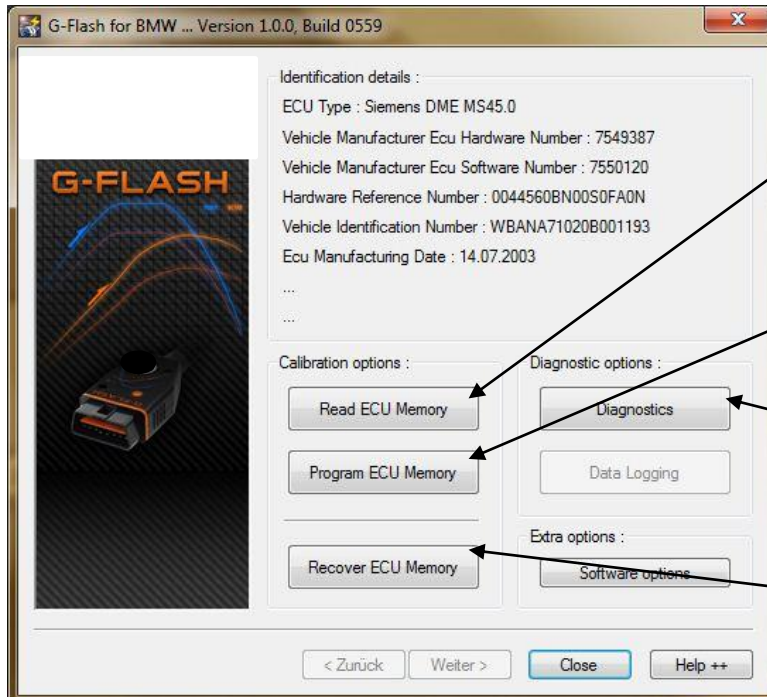 G-Flash for BMW ... Version 1.0.0, Build 0559
G-FLASH
Identification details :
ECU Type : Siemens DME MS45.0
Vehicle Manufacturer Ecu Hardware Number : 7549387
Vehicle Manufacturer Ecu Software Number : 7550120
Hardware Reference Number : 0044560BN00S0FA0N
Vehicle Identification Number : WBANA71020B001193
Ecu Manufacturing Date : 14.07.2003
...
...
Calibration options :
Read ECU Memory
Program ECU Memory
Recover ECU Memory
Diagnostic options :
Diagnostics
Data Logging
Extra options :
Software options
< Zurück
Weiter >
Close
Help ++